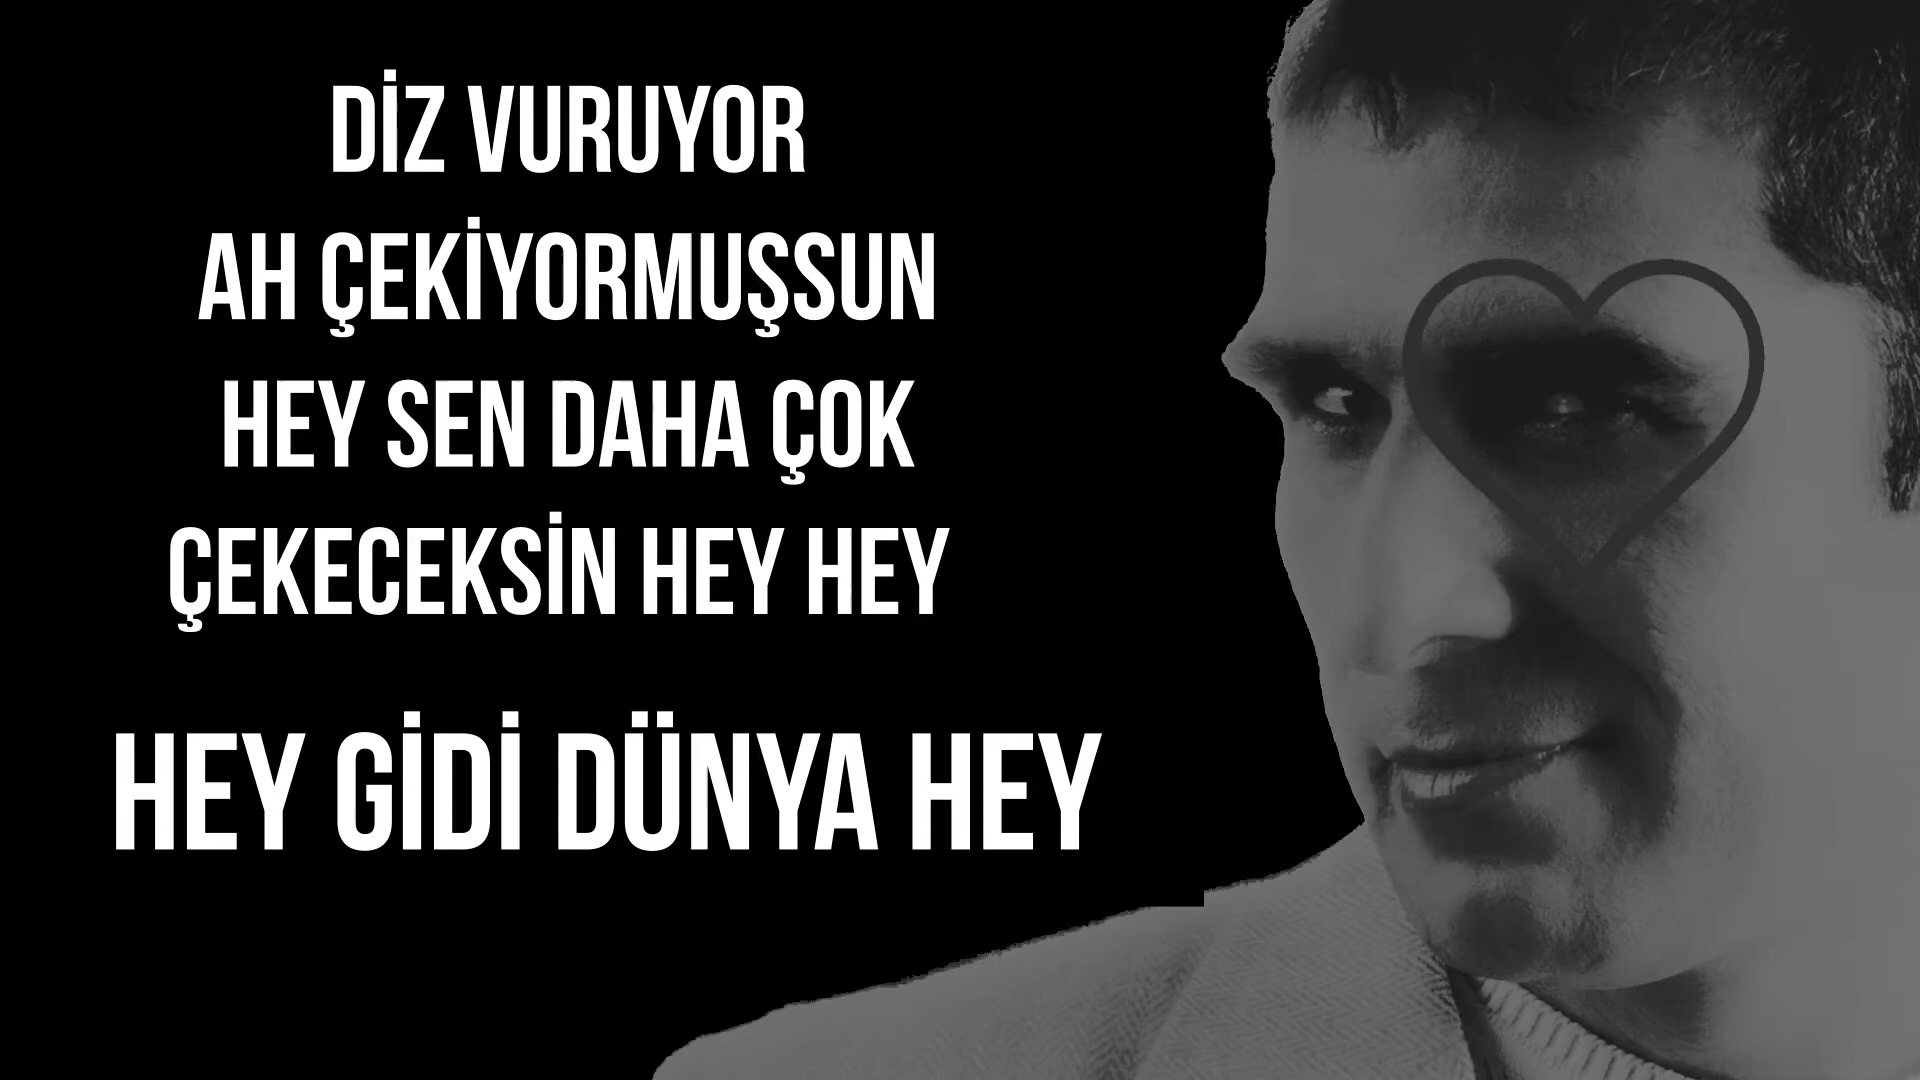 DİZ VURUYOR
AH ÇEKİYORMUŞSUN
HEY SEN DAHA ÇOK
ÇEKECEKSİN HEY HEY
HEY GİDİ DÜNYA HEY